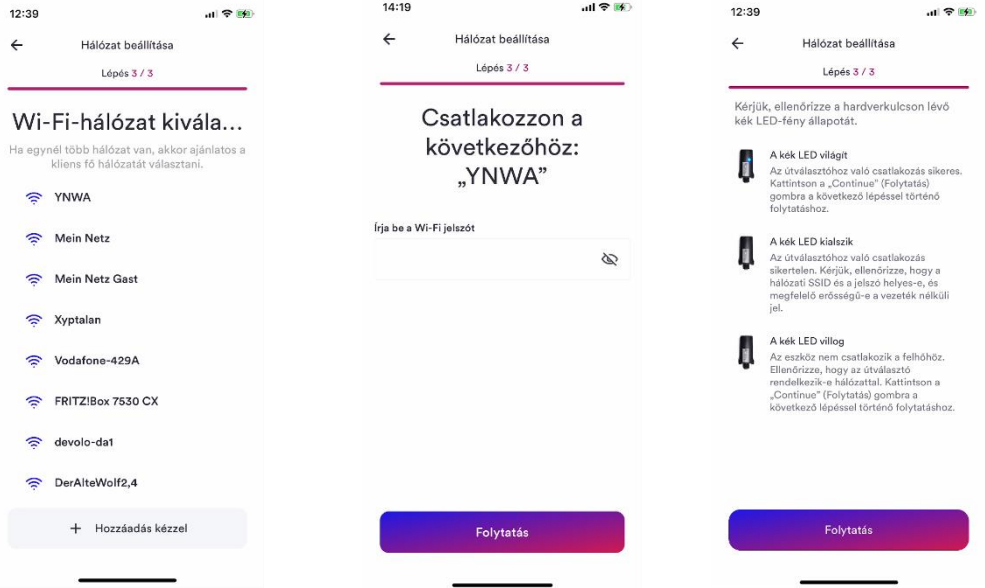 12:39
Hálózat beállítása
Lépés 3 / 3
Wi-Fi-hálózat kivála...
Ha egynél több hálózat van, akkor ajánlatos a
kliens fő hálózatát választani.
YNWA
Mein Netz
Mein Netz Gast
Xyptalan
Vodafone-429A
FRITZ!Box 7530 CX
devolo-da1
DerAlteWolf2,4
+ Hozzáadás kézzel
14:19
Hálózat beállítása
Lépés 3 / 3
Csatlakozzon a
következőhöz:
„YNWA”
Írja be a Wi-Fi jelszót
Folytatás
12:39
Hálózat beállítása
Lépés 3 / 3
Kérjük, ellenőrizze a hardverkulcson lévő
kék LED-fény állapotát.
A kék LED világít
Az útválasztóhoz való csatlakozás sikeres.
Kattintson a „Continue” (Folytatás)
gombra a következő lépéssel történő
folytatáshoz.
A kék LED kialszik
Az útválasztóhoz való csatlakozás
sikertelen. Kérjük, ellenőrizze, hogy a
hálózati SSID és a jelszó helyes-e, és
megfelelő erősségű-e a vezeték nélküli
jel.
A kék LED villog
Az eszköz nem csatlakozik a felhőhöz.
Ellenőrizze, hogy az útválasztó
rendelkezik-e hálózattal. Kattintson a
„Continue” (Folytatás) gombra a
következő lépéssel történő folytatáshoz.
Folytatás